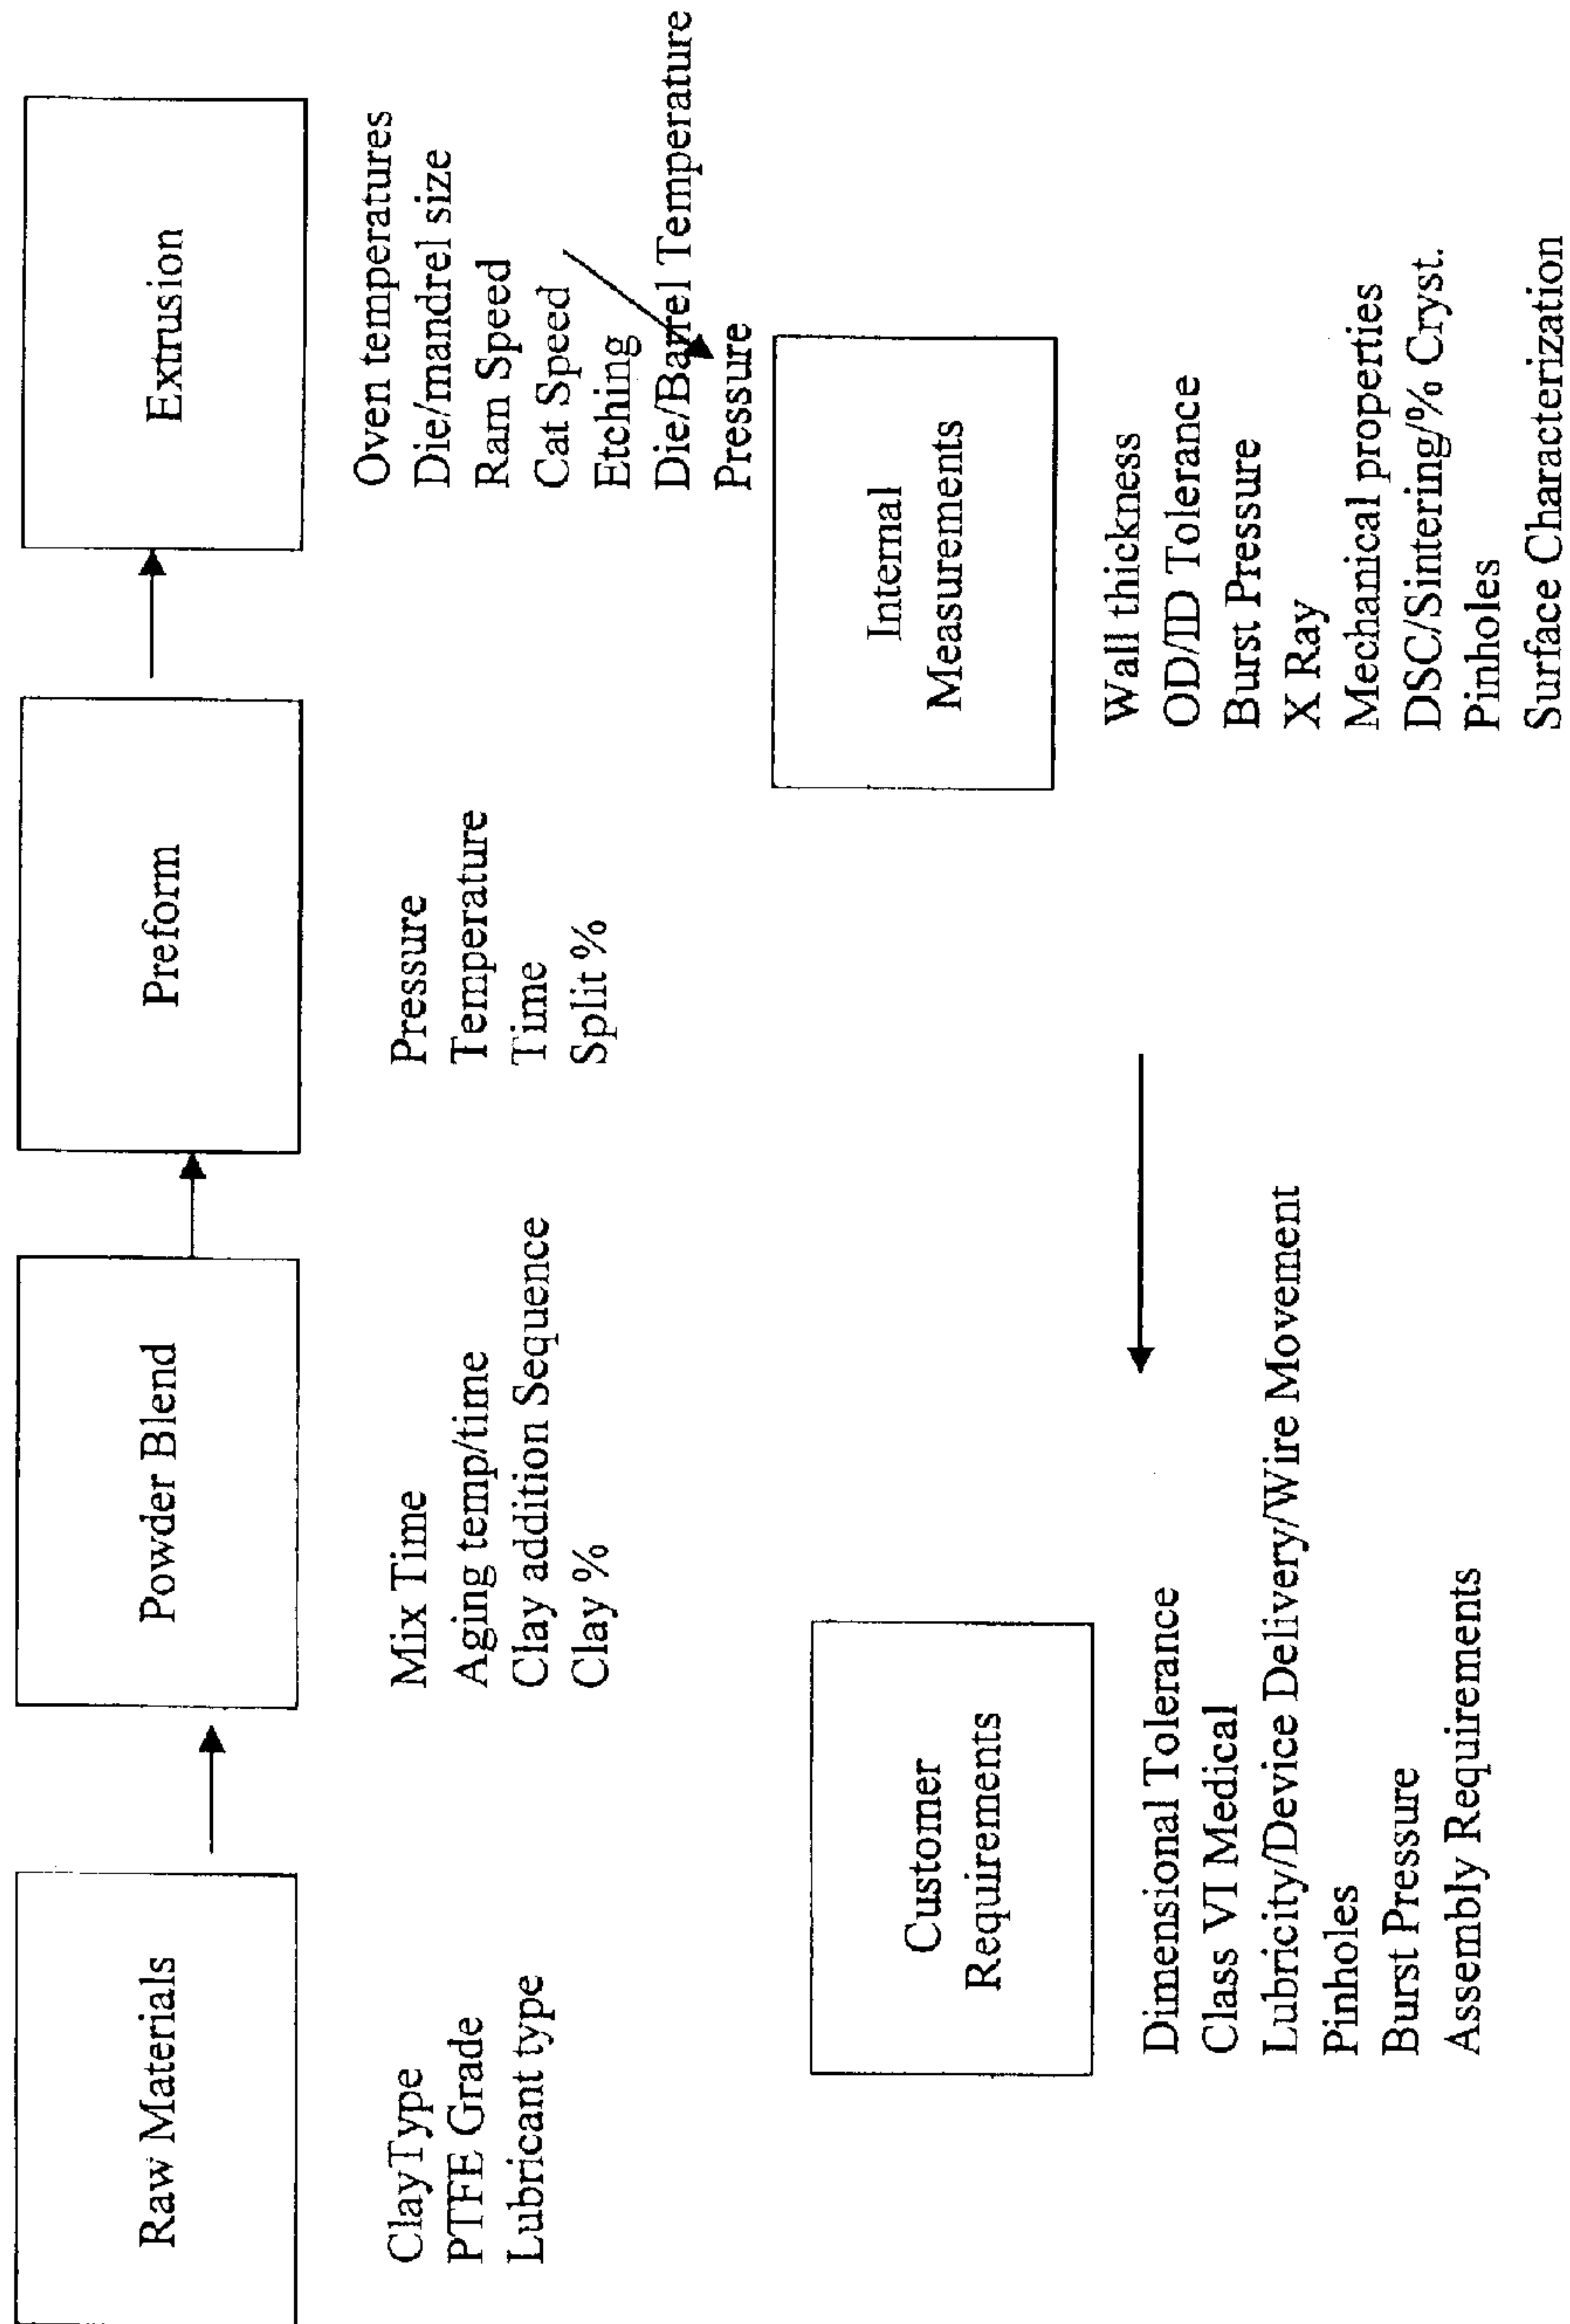 Raw Materials
ClayType
PTFE Grade
Lubricant type
Powder Blend
Mix Time
Aging temp/time
Clay addition Sequence
Clay %
Preform
Pressure
Temperature
Time
Split %
Extrusion
Oven temperatures
Die/mandrel size
Ram Speed
Cat Speed
Etching
Die/Barrel Temperature
Pressure
Internal
Measurements
Wall thickness
OD/ID Tolerance
Burst Pressure
X Ray
Mechanical properties
DSC/Sintering/% Cryst.
Pinholes
Surface Characterization
Customer
Requirements
Dimensional Tolerance
Class VI Medical
Lubricity/Device Delivery/Wire Movement
Pinholes
Burst Pressure
Assembly Requirements